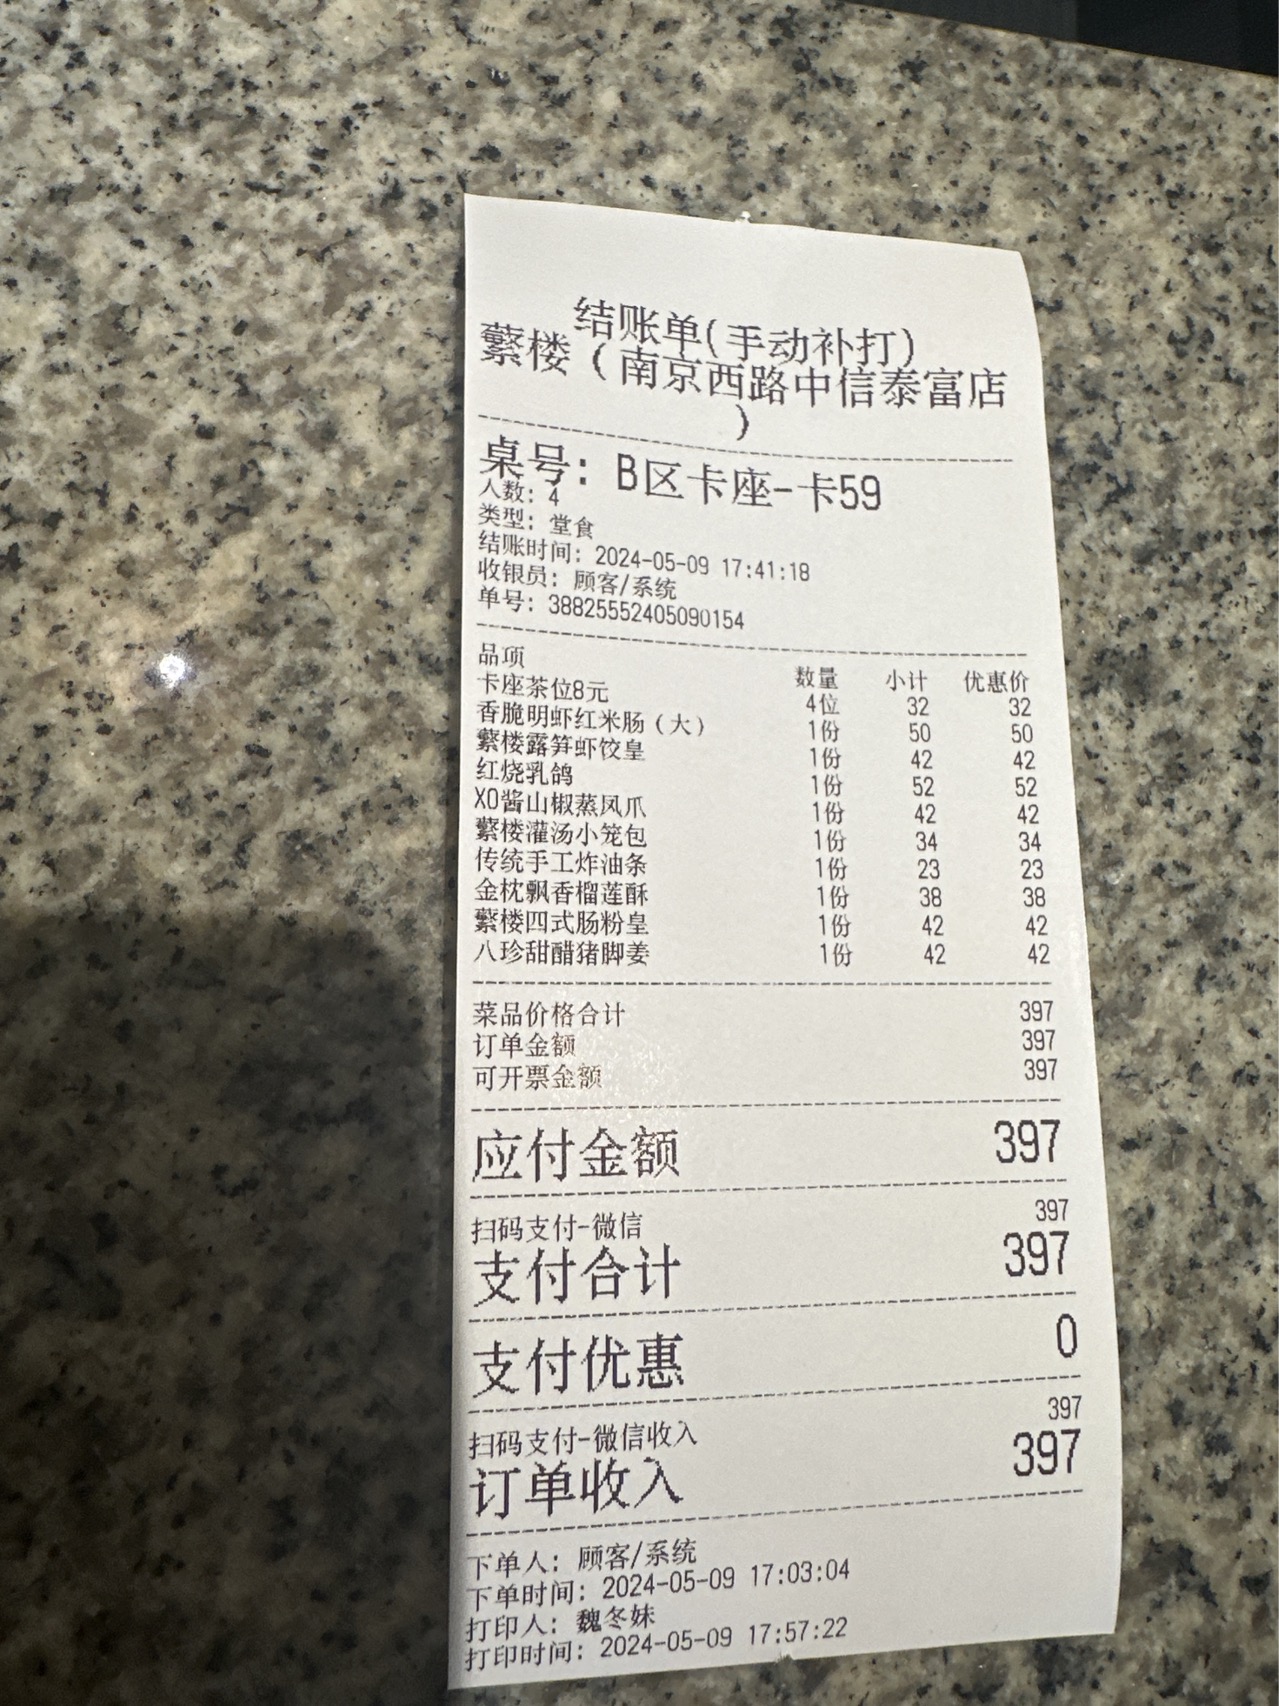 结账单(手动补打)
蘩楼（南京西路中信泰富店
）
桌号: B区卡座-卡59
人数: 4
类型: 堂食
结账时间: 2024-05-09 17:41:18
收银员: 顾客/系统
单号: 38825552405090154
品项 数量 小计 优惠价
卡座茶位8元 4位 32 32
香脆明虾红米肠（大） 1份 50 50
蘩楼露笋虾饺皇 1份 42 42
红烧乳鸽 1份 52 52
XO酱山椒蒸凤爪 1份 42 42
蘩楼灌汤小笼包 1份 34 34
传统手工炸油条 1份 23 23
金枕飘香榴莲酥 1份 38 38
蘩楼四式肠粉皇 1份 42 42
八珍甜醋猪脚姜 1份 42 42
菜品价格合计 397
订单金额 397
可开票金额 397
应付金额 397
扫码支付-微信 397
支付合计 397
支付优惠 0
扫码支付-微信收入 397
订单收入 397
下单人: 顾客/系统
下单时间: 2024-05-09 17:03:04
打印人: 魏冬妹
打印时间: 2024-05-09 17:57:22